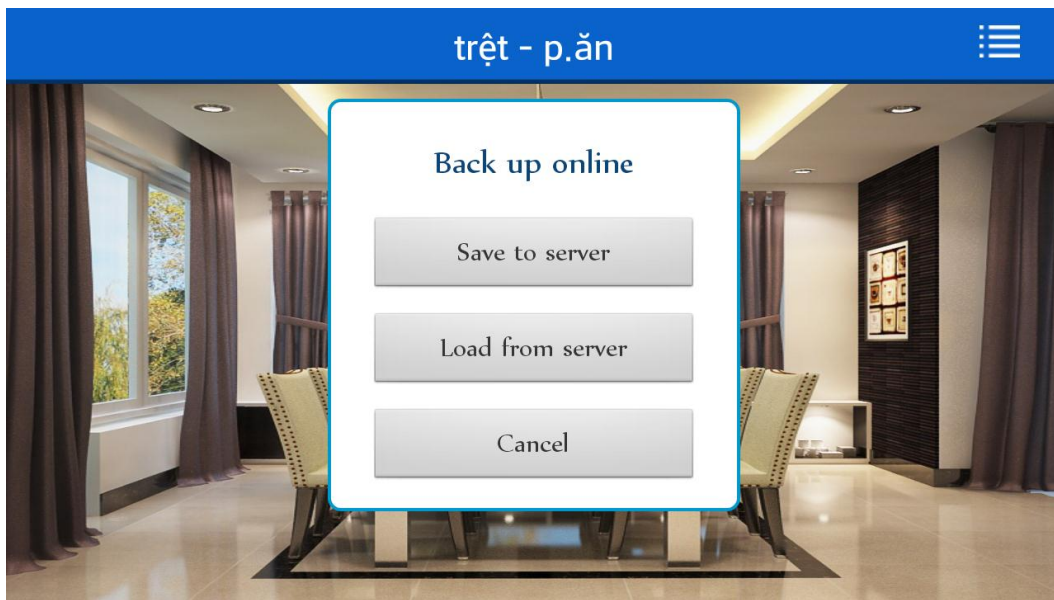 trệt - p.ăn
Back up online
Save to server
Load from server
Cancel